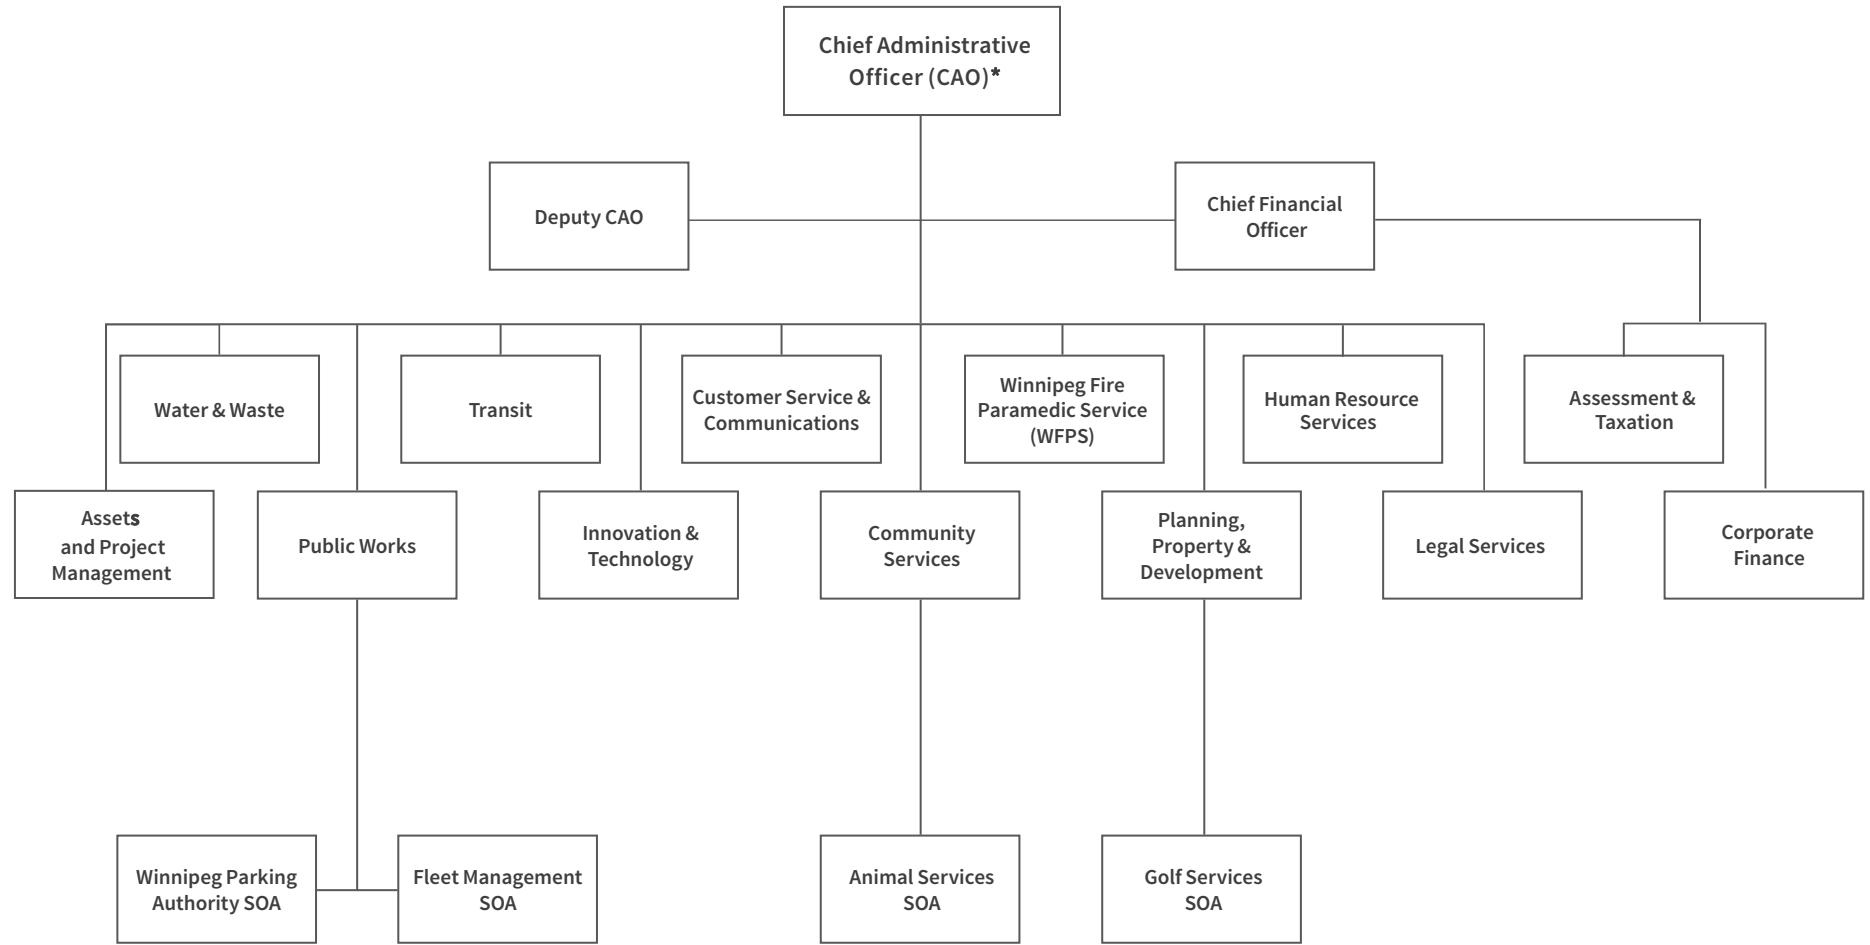 Chief Administrative
Officer (CAO)*
Deputy CAO
Chief Financial
Officer
Water & Waste
Transit
Customer Service &
Communications
Winnipeg Fire
Paramedic Service
(WFPS)
Human Resource
Services
Assessment &
Taxation
Assets
and Project
Management
Public Works
Innovation &
Technology
Community
Services
Planning,
Property &
Development
Legal Services
Corporate
Finance
Winnipeg Parking
Authority SOA
Fleet Management
SOA
Animal Services
SOA
Golf Services
SOA